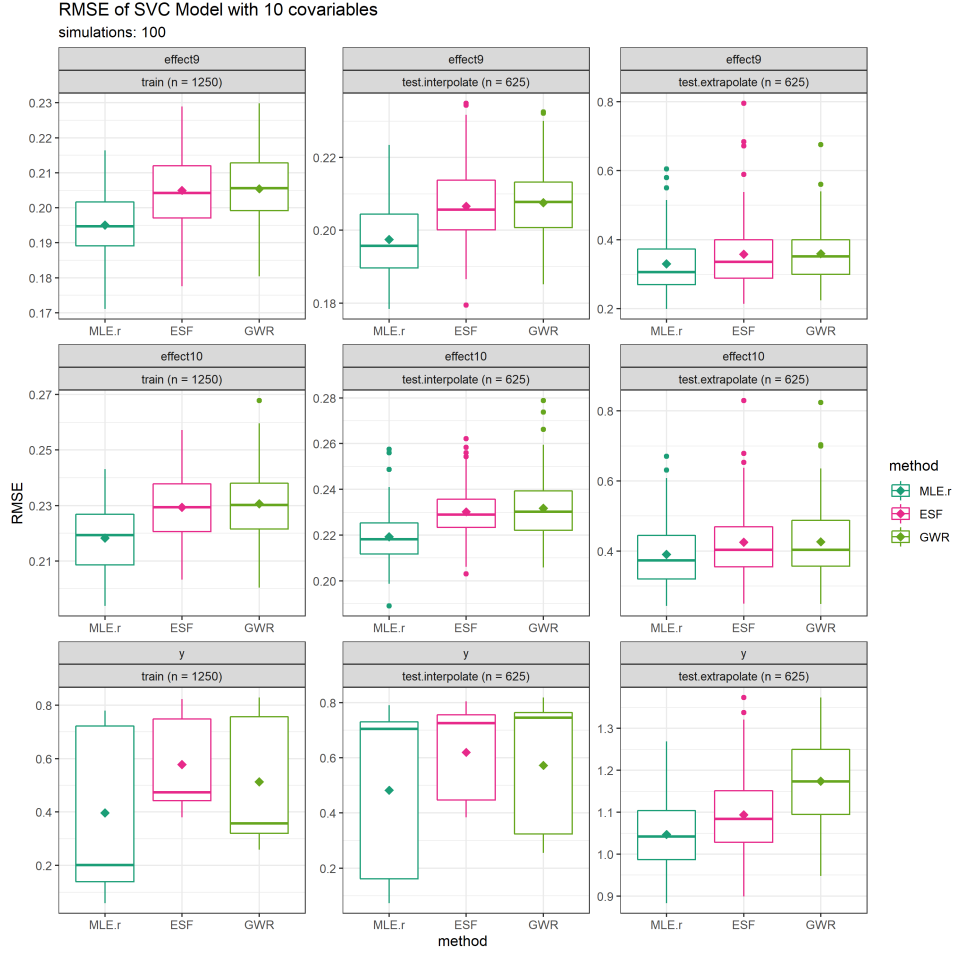 RMSE of SVC Model with 10 covariables
simulations: 100
effect9 effect9 effect9
train (n = 1250) test.interpolate (n = 625) test.extrapolate (n = 625)
0.23
0.22
0.21
0.20
0.19
0.18
0.17
0.22
0.20
0.18
0.8
0.6
0.4
0.2
MLE.r ESF GWR MLE.r ESF GWR MLE.r ESF GWR
effect10 effect10 effect10
train (n = 1250) test.interpolate (n = 625) test.extrapolate (n = 625)
0.27
0.25
0.23
0.21
0.28
0.26
0.24
0.22
0.20
0.8
0.6
0.4
MLE.r ESF GWR MLE.r ESF GWR MLE.r ESF GWR
y y y
train (n = 1250) test.interpolate (n = 625) test.extrapolate (n = 625)
0.8
0.6
0.4
0.2
0.8
0.6
0.4
0.2
1.3
1.2
1.1
1.0
0.9
MLE.r ESF GWR MLE.r ESF GWR MLE.r ESF GWR
RMSE
method
method
MLE.r
ESF
GWR